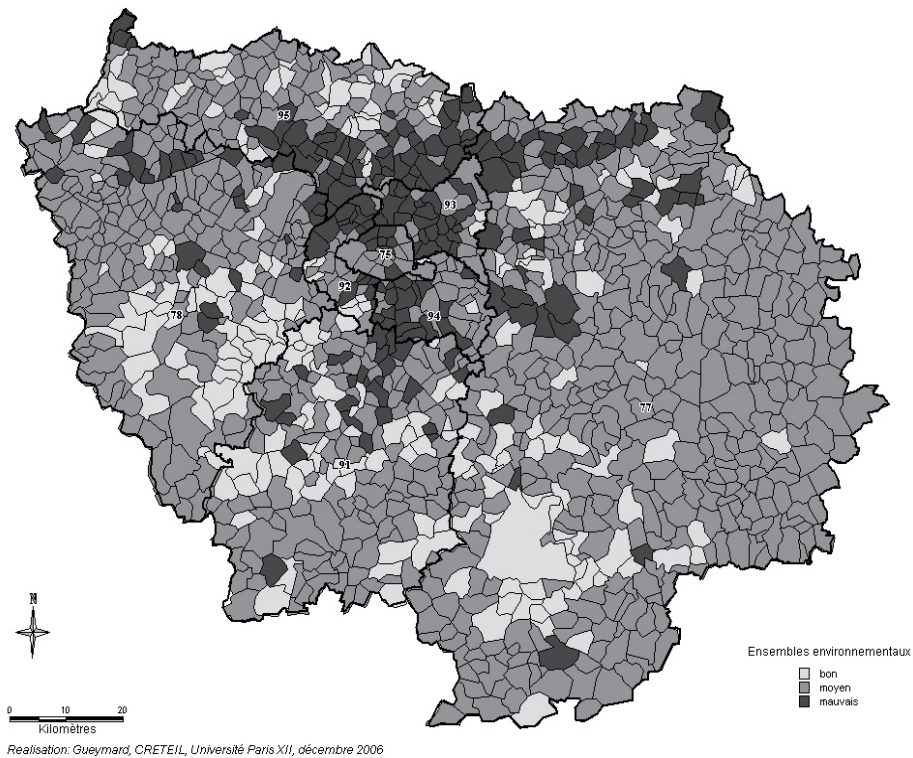 95
93
75
92
78
94
77
91
N
0 10 20
Kilomètres
Ensembles environnementaux
bon
moyen
mauvais
Realisation: Gueymard, CRETEIL, Université Paris XII, décembre 2006